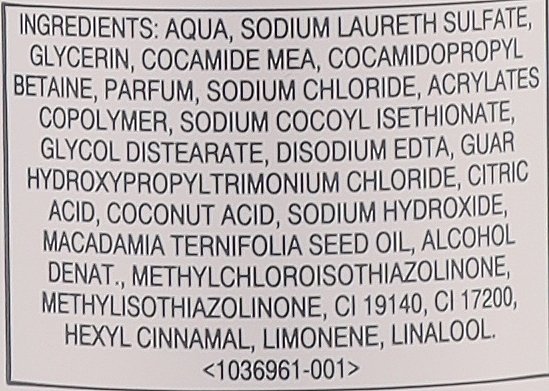 INGREDIENTS: AQUA, SODIUM LAURETH SULFATE,
GLYCERIN, COCAMIDE MEA, COCAMIDOPROPYL
BETAINE, PARFUM, SODIUM CHLORIDE, ACRYLATES
COPOLYMER, SODIUM COCOYL ISETHIONATE,
GLYCOL DISTEARATE, DISODIUM EDTA, GUAR
HYDROXYPROPYLTRIMONIUM CHLORIDE, CITRIC
ACID, COCONUT ACID, SODIUM HYDROXIDE,
MACADAMIA TERNIFOLIA SEED OIL, ALCOHOL
DENAT., METHYLCHLOROISOTHIAZOLINONE,
METHYLISOTHIAZOLINONE, CI 19140, CI 17200,
HEXYL CINNAMAL, LIMONENE, LINALOOL.
<1036961-001>